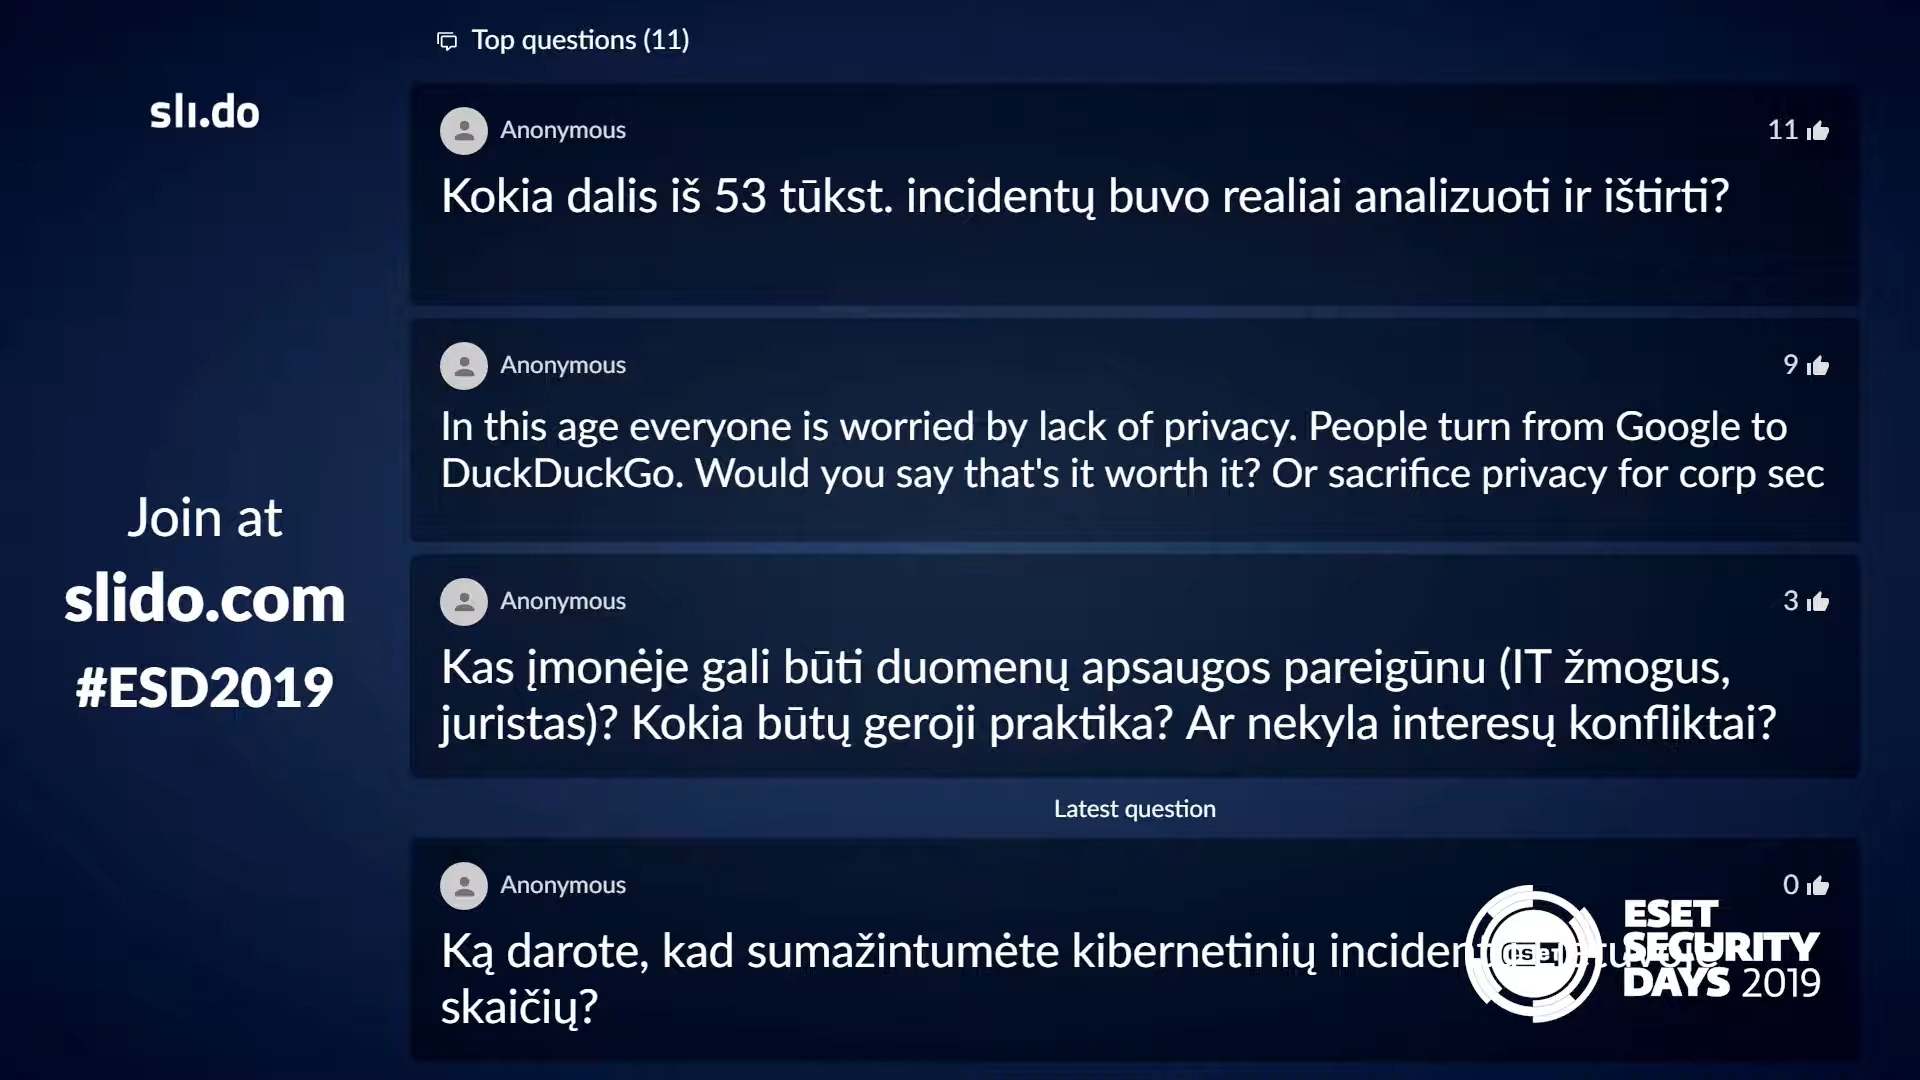 Top questions (11)
sli.do
Anonymous
11
Kokia dalis iš 53 tūkst. incidentų buvo realiai analizuoti ir ištirti?
Anonymous
9
In this age everyone is worried by lack of privacy. People turn from Google to
DuckDuckGo. Would you say that's it worth it? Or sacrifice privacy for corp sec
Join at
slido.com
#ESD2019
Anonymous
3
Kas įmonėje gali būti duomenų apsaugos pareigūnu (IT žmogus,
juristas)? Kokia būtų geroji praktika? Ar nekyla interesų konfliktai?
Latest question
Anonymous
0
Ką darote, kad sumažintumėte kibernetinių
skaičių?
eset
ESET
SECURITY
DAYS 2019